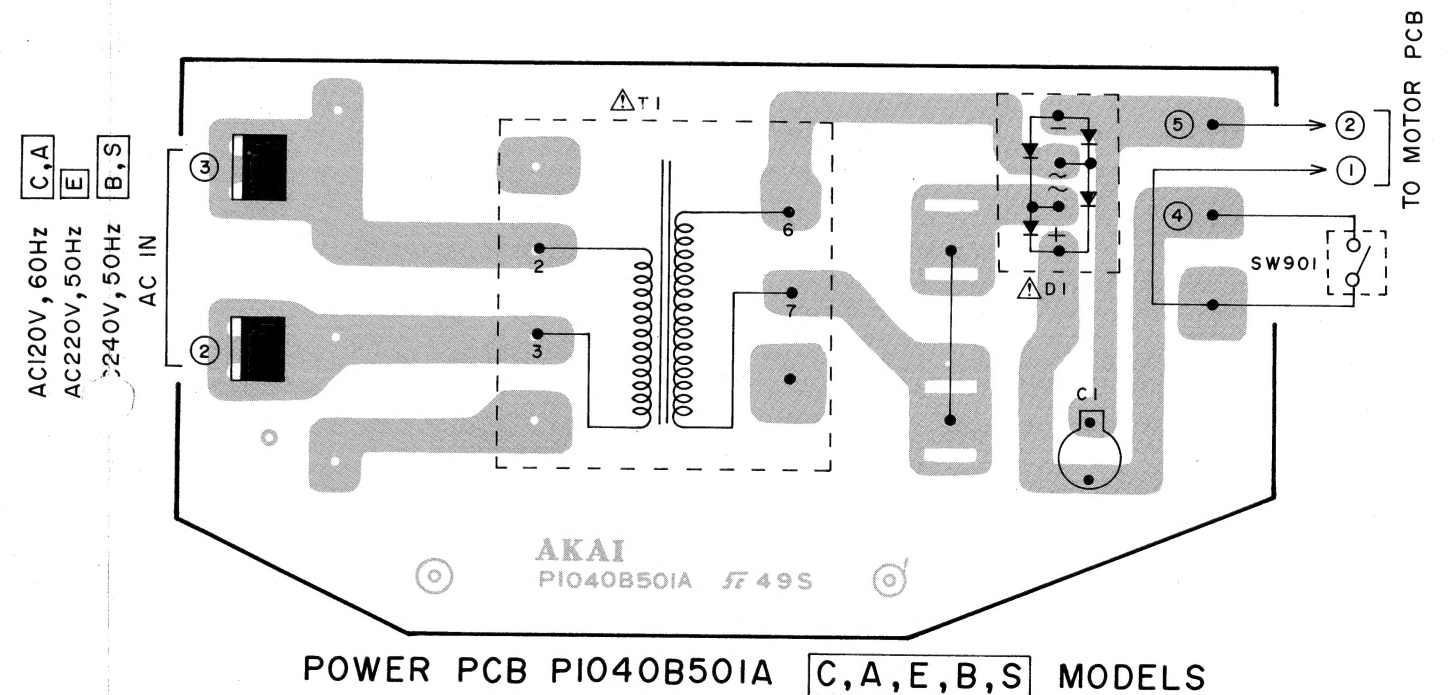 AC120V, 60Hz C,A
AC220V, 50Hz E
C240V, 50Hz B,S
AC IN
3
2
⚠T1
2
3
6
7
−
~
~
+
⚠D1
C1
5
4
2
1
TO MOTOR PCB
SW901
AKAI
P1040B501A 49S
POWER PCB P1040B501A C,A,E,B,S MODELS